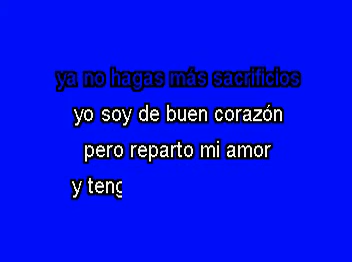 ya no hagas más sacrificios
yo soy de buen corazón
pero reparto mi amor
y teng